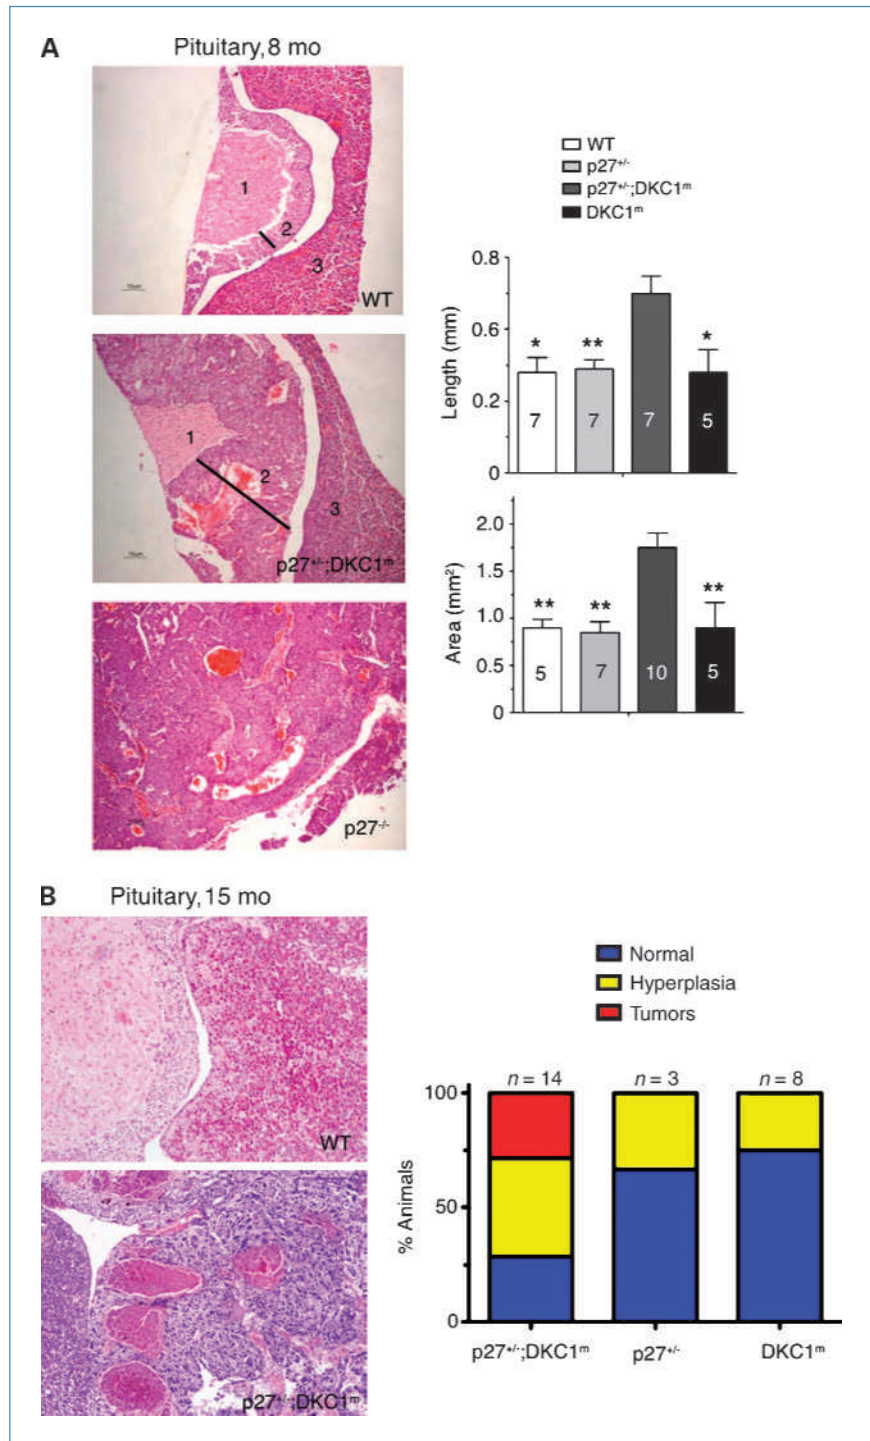 A
Pituitary, 8 mo
1
2
3
WT
1
2
3
p27+/-;DKC1m
p27-/-
WT
p27+/-
p27+/-;DKC1m
DKC1m
Length (mm)
0.8
0.6
0.2
0
*
**
*
7
7
7
5
Area (mm²)
2.0
1.5
1.0
0.5
0
**
**
**
5
7
10
5
B
Pituitary, 15 mo
WT
p27+/-;DKC1m
Normal
Hyperplasia
Tumors
% Animals
100
50
0
n = 14
n = 3
n = 8
p27+/-;DKC1m
p27+/-
DKC1m